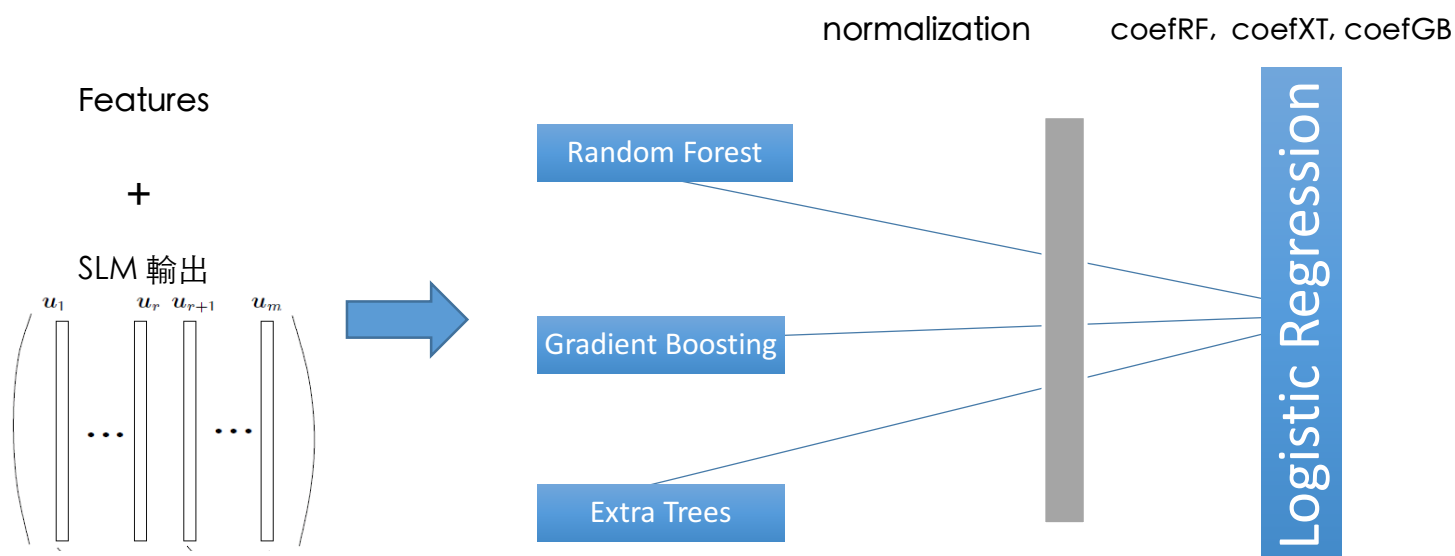 normalization
coefRF, coefXT, coefGB
Features
+
SLM 輸出
u1 ur ur+1 um
... ...
Random Forest
Gradient Boosting
Extra Trees
Logistic Regression